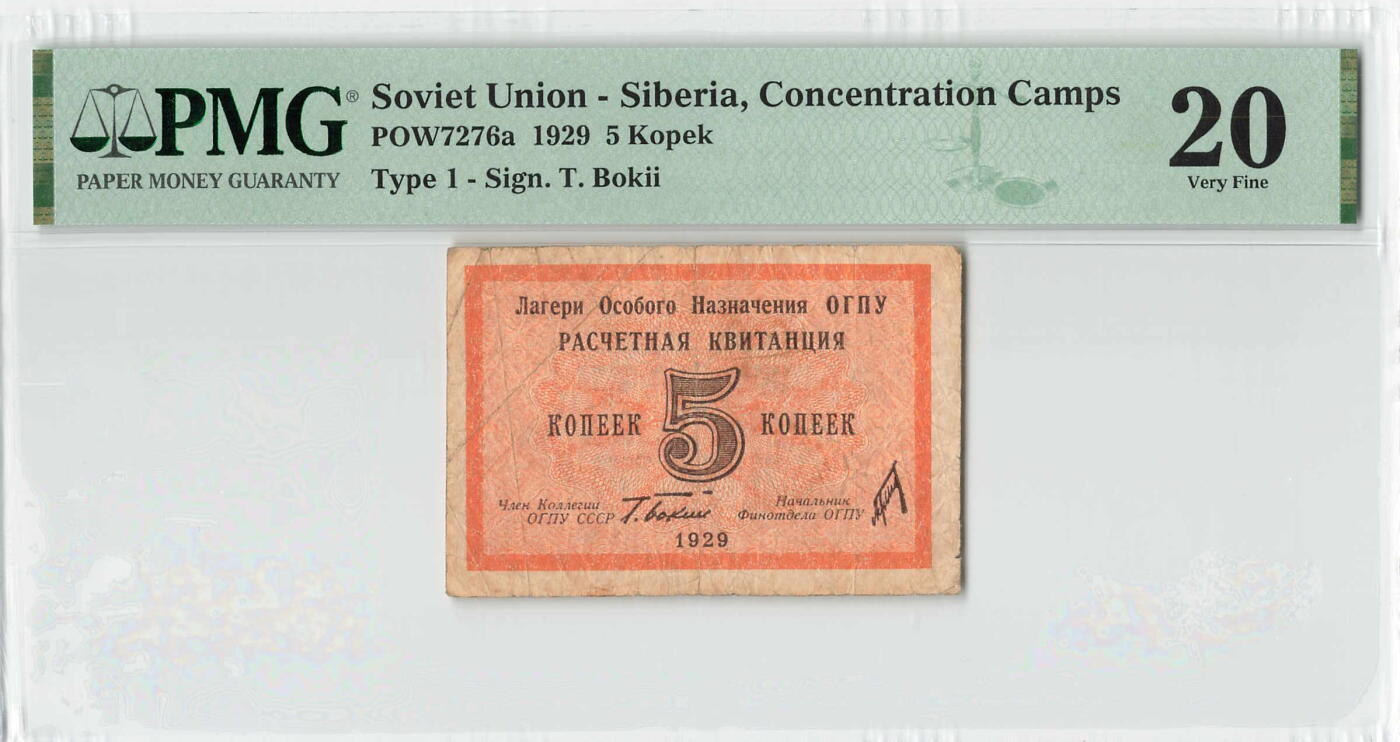 PMG®
PAPER MONEY GUARANTY
Soviet Union - Siberia, Concentration Camps
POW7276a 1929 5 Kopek
Type 1 - Sign. T. Bokii
20
Very Fine
Лагери Особого Назначения ОГПУ
РАСЧЕТНАЯ КВИТАНЦИЯ
КОПЕЕК 5 КОПЕЕК
Член Коллегии
ОГПУ СССР Г. Бокий
Начальник
Финотдела ОГПУ
1929